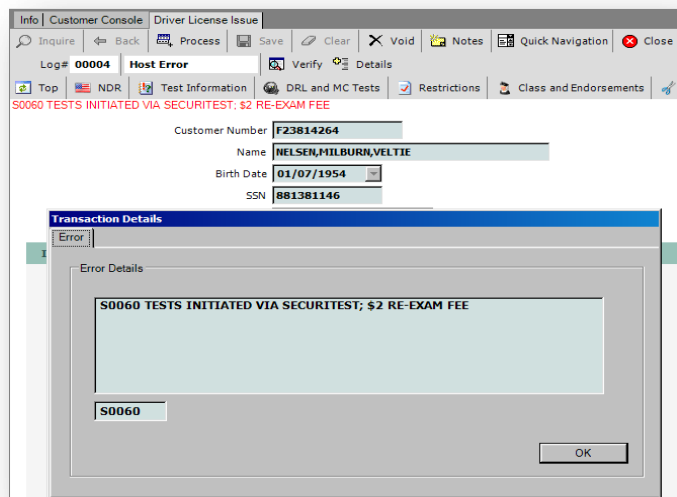 Info Customer Console Driver License Issue
Inquire Back Process Save Clear Void Notes Quick Navigation Close
Log# 00004 Host Error Verify Details
Top NDR Test Information DRL and MC Tests Restrictions Class and Endorsements
S0060 TESTS INITIATED VIA SECURITEST; $2 RE-EXAM FEE
Customer Number F23814264
Name NELSEN,MILBURN,VELTIE
Birth Date 01/07/1954
SSN 881381146
Transaction Details
Error
Error Details
S0060 TESTS INITIATED VIA SECURITEST; $2 RE-EXAM FEE
S0060
OK